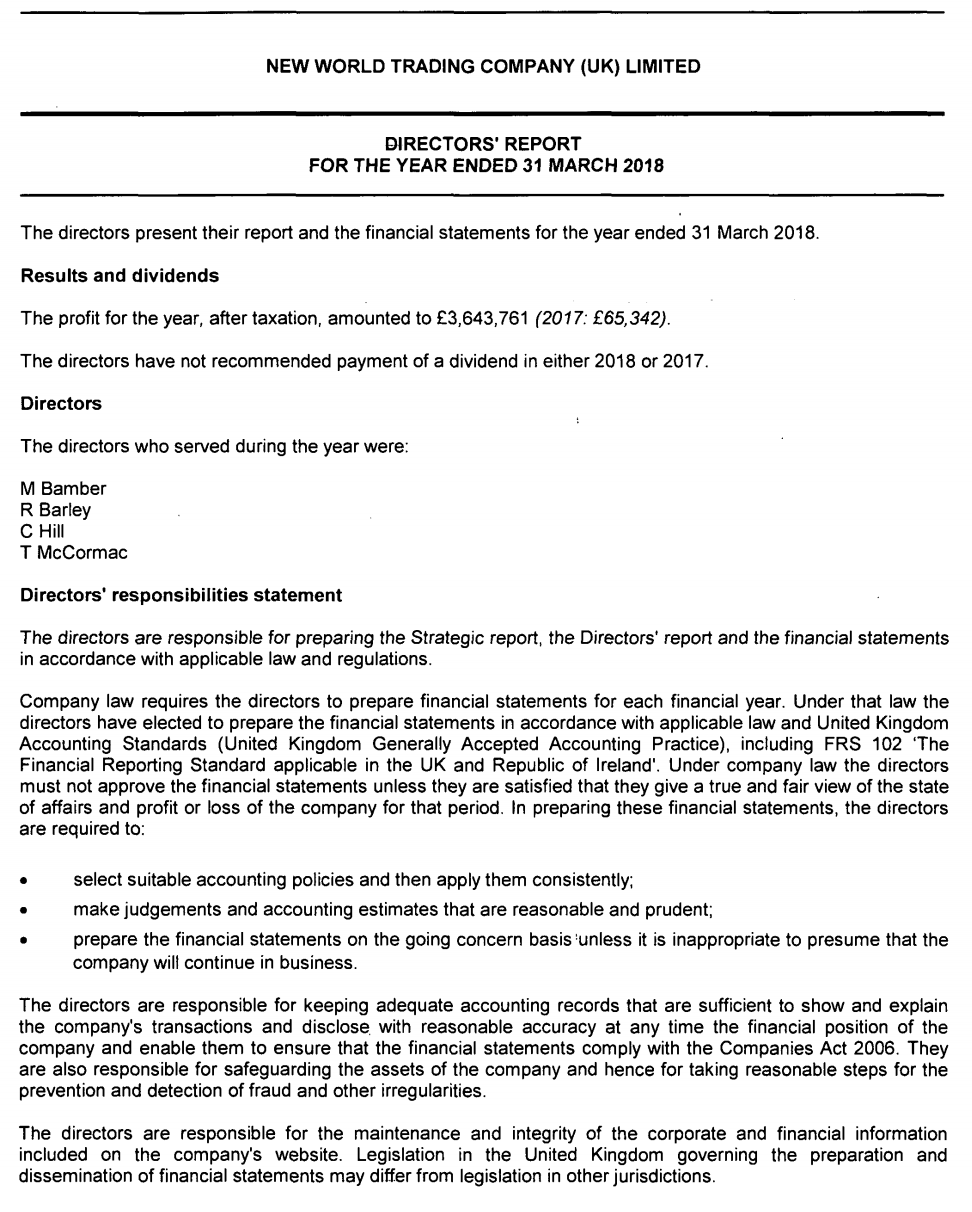 NEW WORLD TRADING COMPANY (UK) LIMITED
DIRECTORS' REPORT
FOR THE YEAR ENDED 31 MARCH 2018
The directors present their report and the financial statements for the year ended 31 March 2018.
Results and dividends
The profit for the year, after taxation, amounted to £3,643,761 (2017: £65,342).
The directors have not recommended payment of a dividend in either 2018 or 2017.
Directors
The directors who served during the year were:
M Bamber
R Barley
C Hill
T McCormac
Directors' responsibilities statement
The directors are responsible for preparing the Strategic report, the Directors' report and the financial statements
in accordance with applicable law and regulations.
Company law requires the directors to prepare financial statements for each financial year. Under that law the
directors have elected to prepare the financial statements in accordance with applicable law and United Kingdom
Accounting Standards (United Kingdom Generally Accepted Accounting Practice), including FRS 102 'The
Financial Reporting Standard applicable in the UK and Republic of Ireland'. Under company law the directors
must not approve the financial statements unless they are satisfied that they give a true and fair view of the state
of affairs and profit or loss of the company for that period. In preparing these financial statements, the directors
are required to:
• select suitable accounting policies and then apply them consistently;
• make judgements and accounting estimates that are reasonable and prudent;
• prepare the financial statements on the going concern basis unless it is inappropriate to presume that the
company will continue in business.
The directors are responsible for keeping adequate accounting records that are sufficient to show and explain
the company's transactions and disclose with reasonable accuracy at any time the financial position of the
company and enable them to ensure that the financial statements comply with the Companies Act 2006. They
are also responsible for safeguarding the assets of the company and hence for taking reasonable steps for the
prevention and detection of fraud and other irregularities.
The directors are responsible for the maintenance and integrity of the corporate and financial information
included on the company's website. Legislation in the United Kingdom governing the preparation and
dissemination of financial statements may differ from legislation in other jurisdictions.